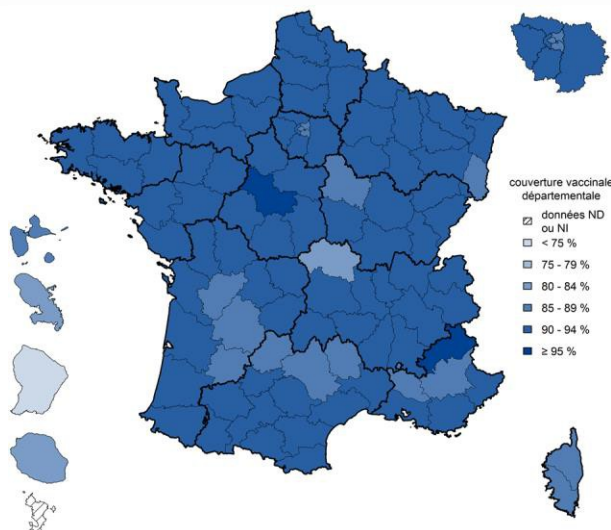 couverture vaccinale
départementale
données ND
ou NI
< 75 %
75 - 79 %
80 - 84 %
85 - 89 %
90 - 94 %
≥ 95 %